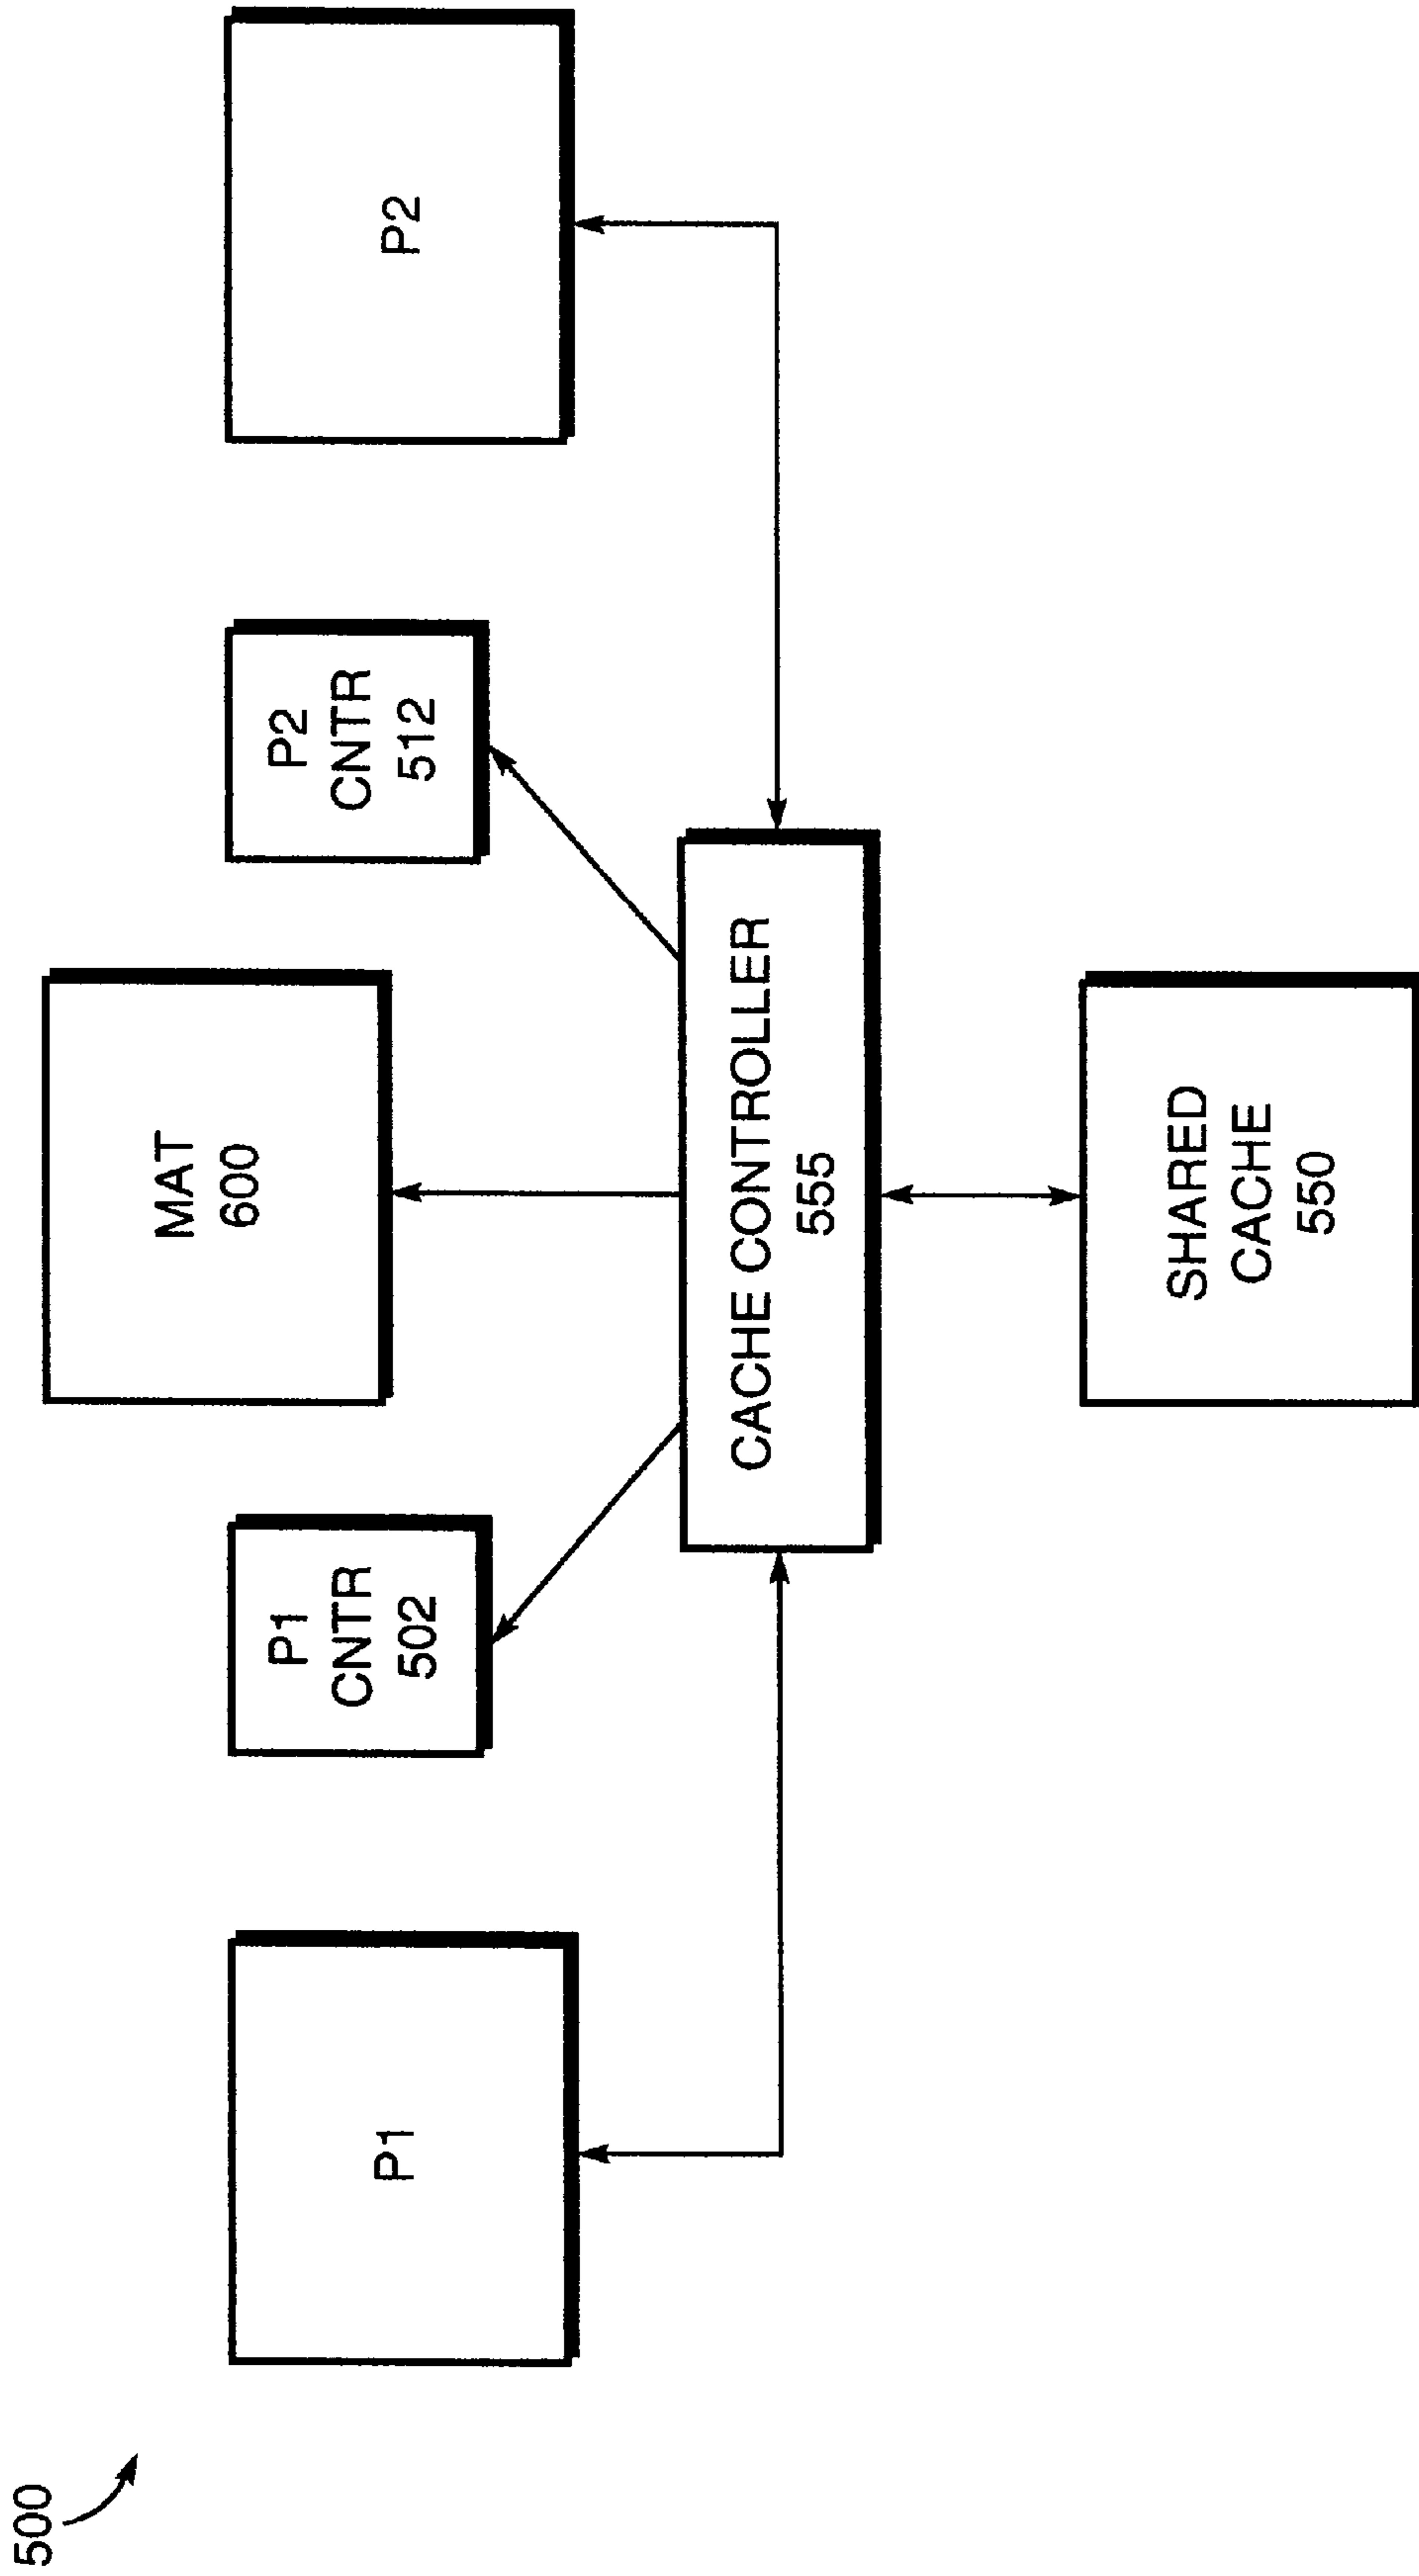 500
MAT
600
P1
P1
CNTR
502
P2
CNTR
512
P2
CACHE CONTROLLER
555
SHARED
CACHE
550